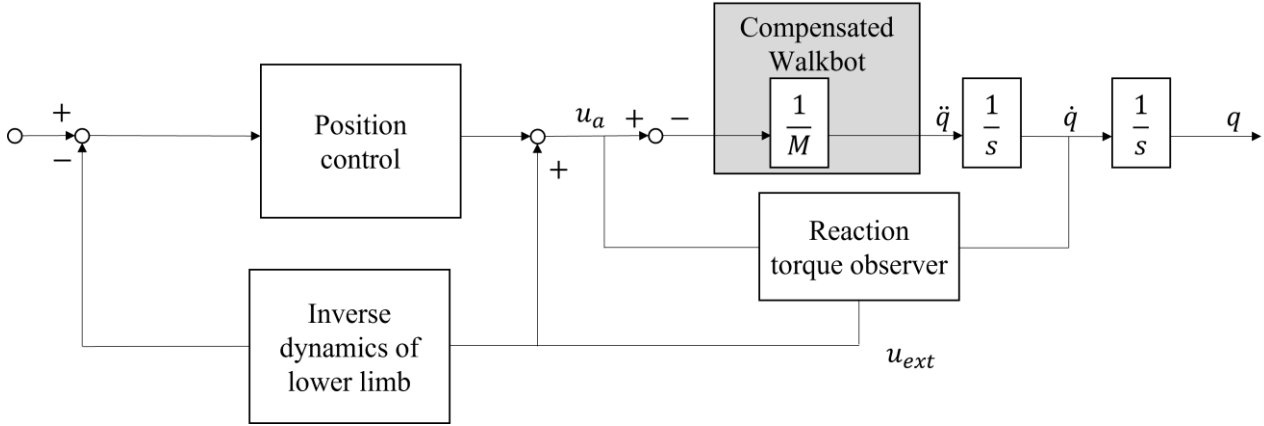 Compensated
Walkbot
+
−
Position
control
+
u_a
+
−
1
M
q̈
1
s
q̇
1
s
q
Reaction
torque observer
Inverse
dynamics of
lower limb
u_ext